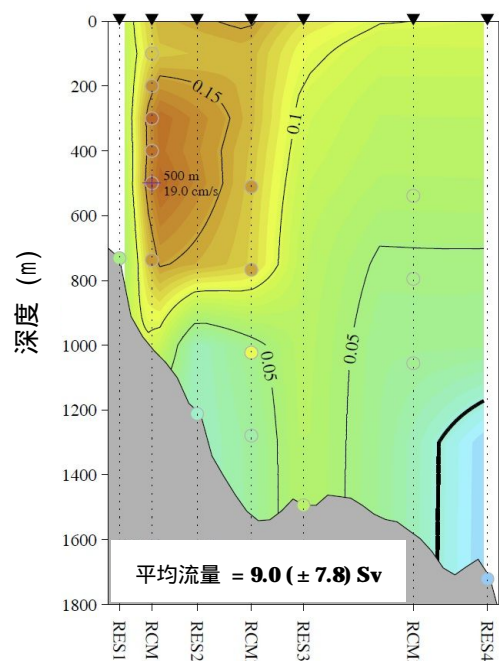 0
200
400
600
800
1000
1200
1400
1600
1800
深度 (m)
0.15
0.1
500 m
19.0 cm/s
0.05
0.05
平均流量 = 9.0 (± 7.8) Sv
RES1
RCM
RES2
RCM
RES3
RCM
RES4